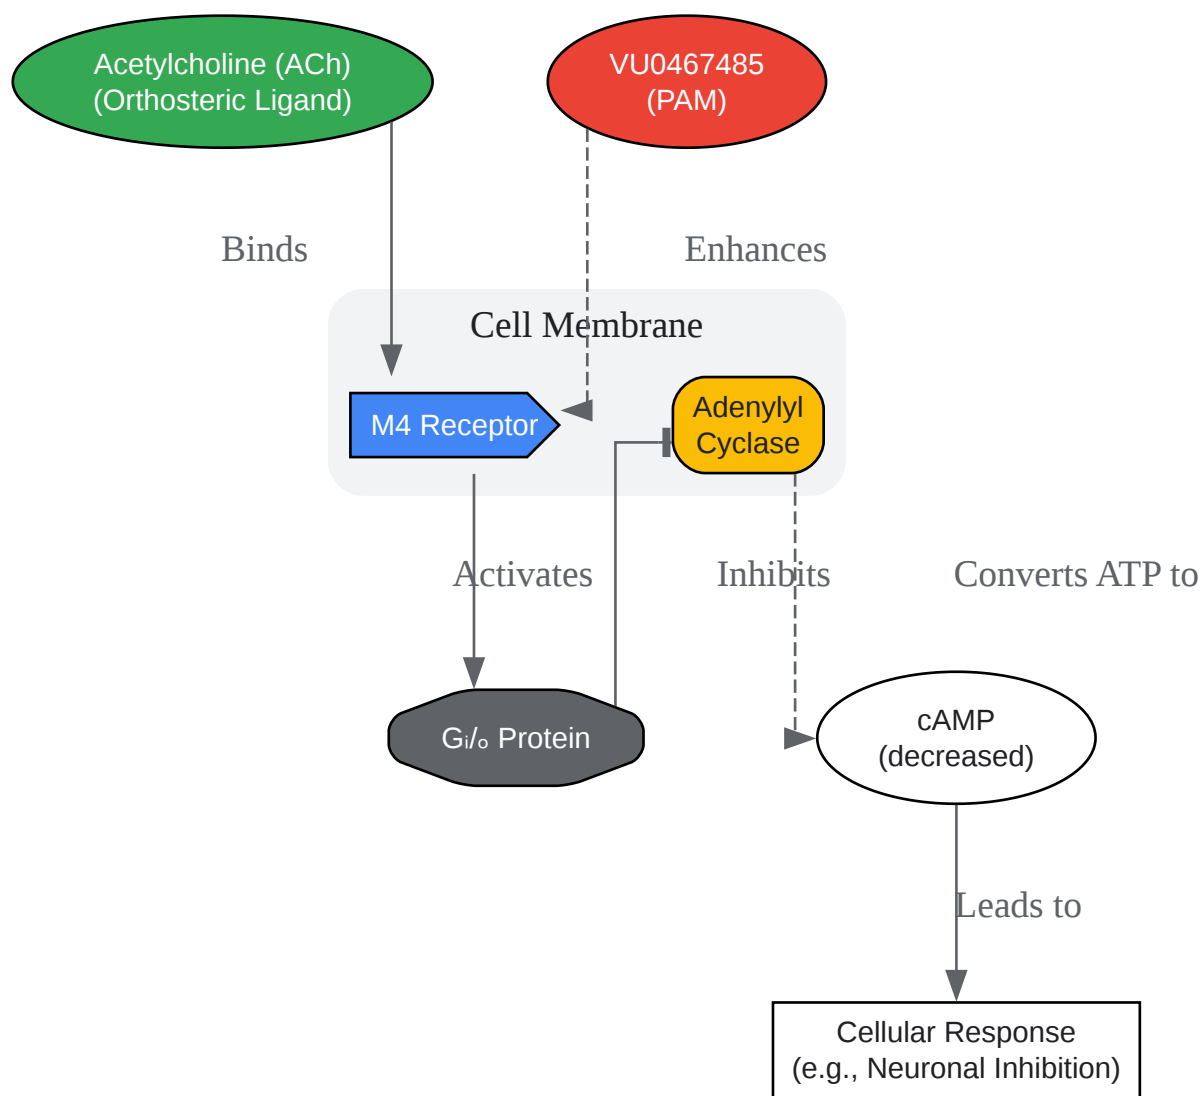 Acetylcholine (ACh)
(Orthosteric Ligand)
VU0467485
(PAM)
Binds
Enhances
Cell Membrane
M4 Receptor
Adenylyl
Cyclase
Activates
Inhibits
Converts ATP to
Gᵢ/ₒ Protein
cAMP
(decreased)
Leads to
Cellular Response
(e.g., Neuronal Inhibition)